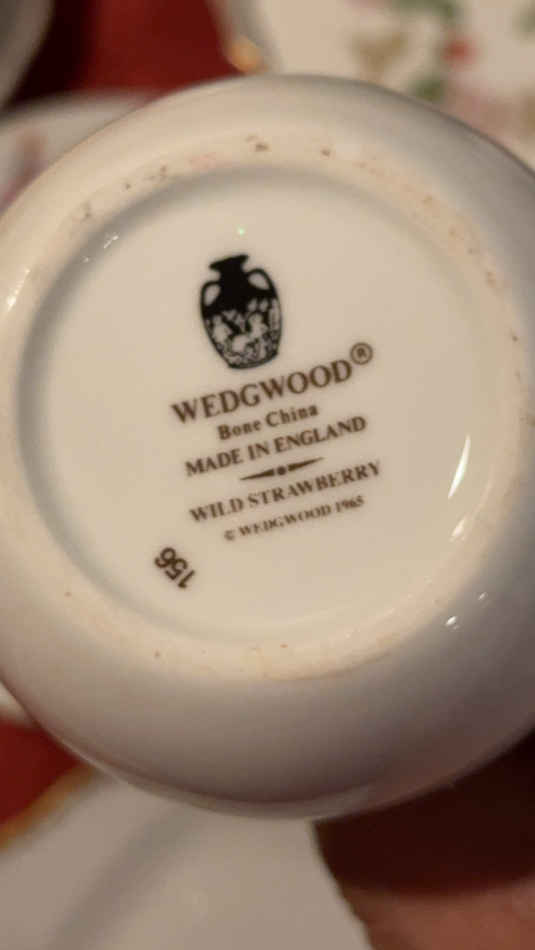 WEDGWOOD®
Bone China
MADE IN ENGLAND
WILD STRAWBERRY
© WEDGWOOD 1965
156